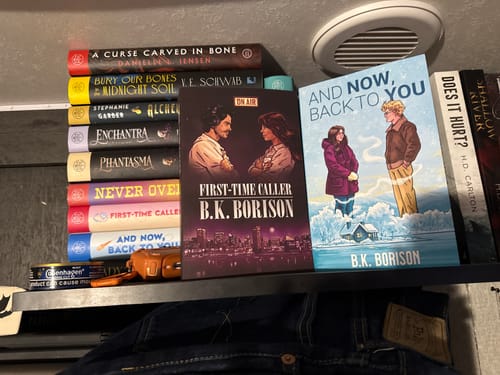 A CURSE CARVED IN BONE
DANIELLE L. JENSEN
BURY OUR BONES IN THE MIDNIGHT SOIL
V. E. SCHWAB
STEPHANIE GARBER
ALCHE
ENCHANTRA
PHANTASMA
NEVER OVER
FIRST-TIME CALLER
AND NOW,
BACK TO YOU
Copenhagen
ON AIR
FIRST-TIME CALLER
B.K. BORISON
AND NOW,
BACK TO YOU
B.K. BORISON
DOES IT HURT?
H.D. CARLTON